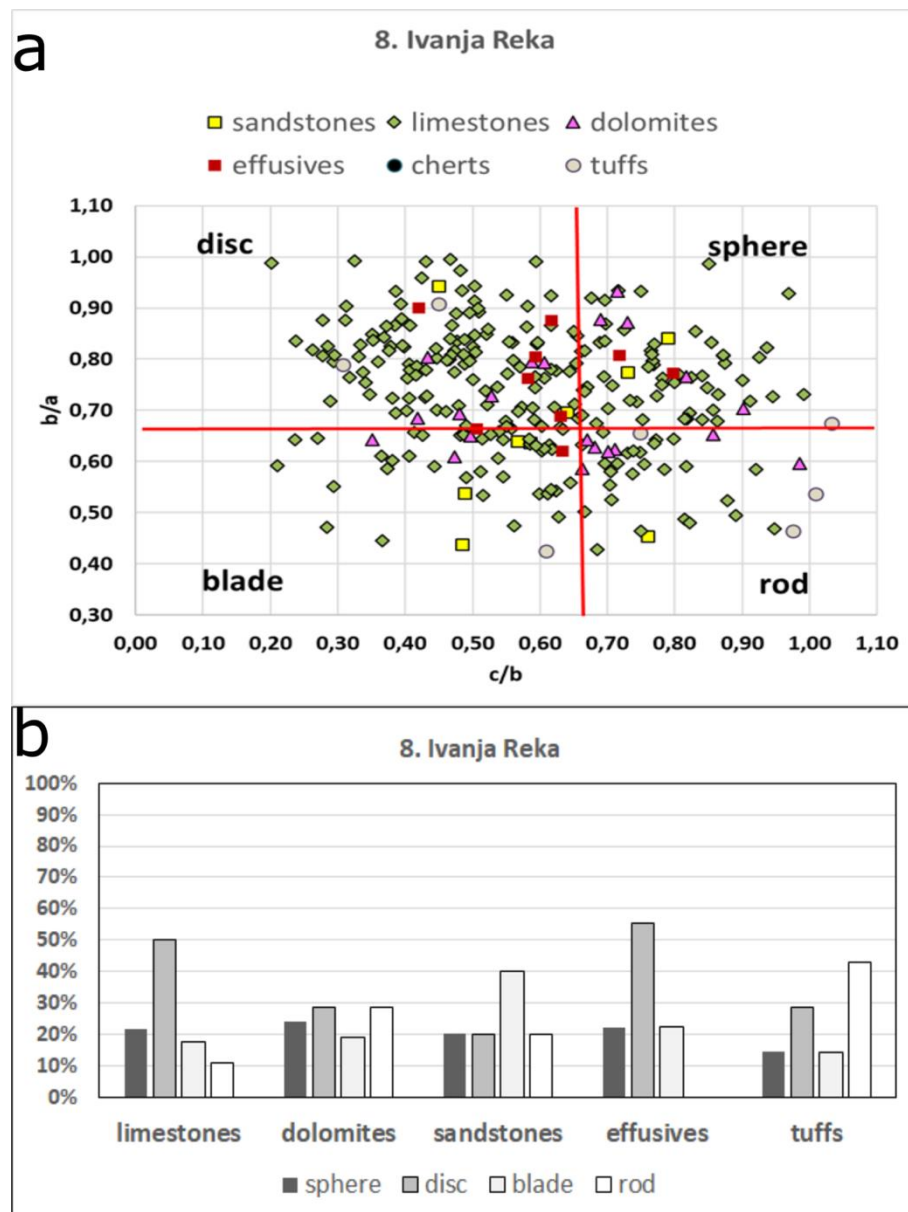 a
8. Ivanja Reka
sandstones limestones dolomites
effusives cherts tuffs
1,10
1,00
0,90
0,80
0,70
0,60
0,50
0,40
0,30
b/a
disc sphere
blade rod
0,00 0,10 0,20 0,30 0,40 0,50 0,60 0,70 0,80 0,90 1,00 1,10
c/b
b
8. Ivanja Reka
100%
90%
80%
70%
60%
50%
40%
30%
20%
10%
0%
limestones dolomites sandstones effusives tuffs
sphere disc blade rod